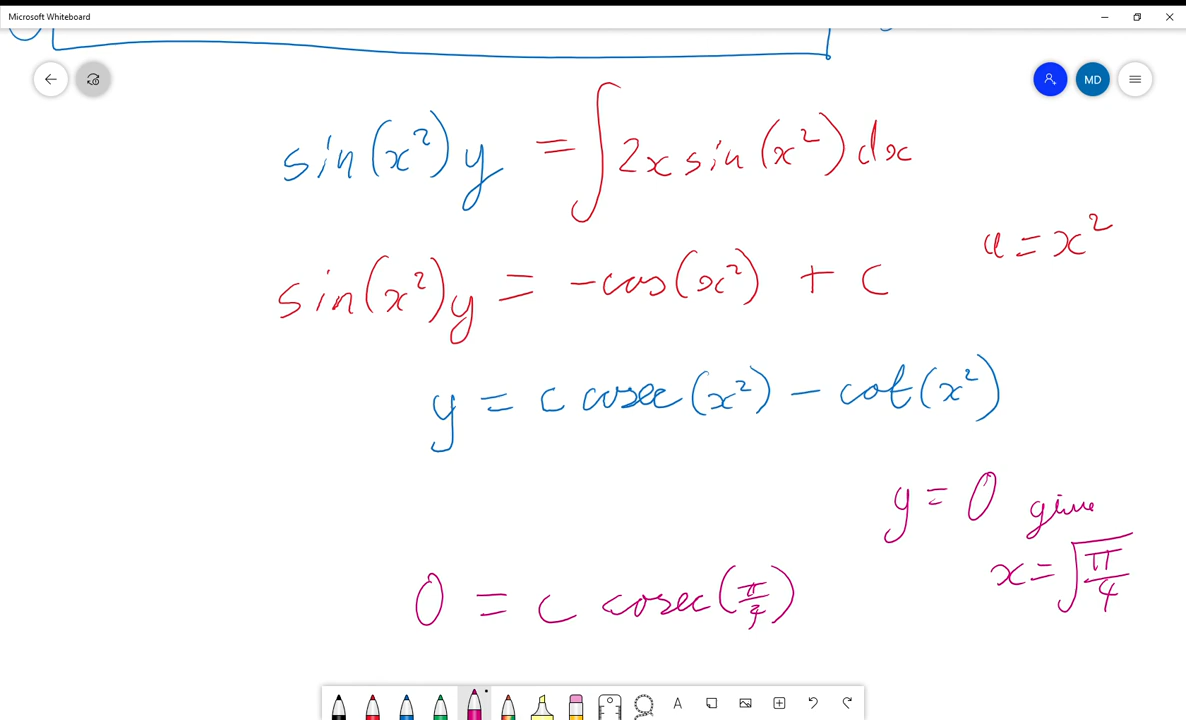 Microsoft Whiteboard
MD
sin(x²)y = ∫2x sin(x²)dx
u = x²
sin(x²)y = -cos(x²) + c
y = c cosec(x²) - cot(x²)
y = 0 give
x = √(π/4)
0 = c cosec(π/4)
A